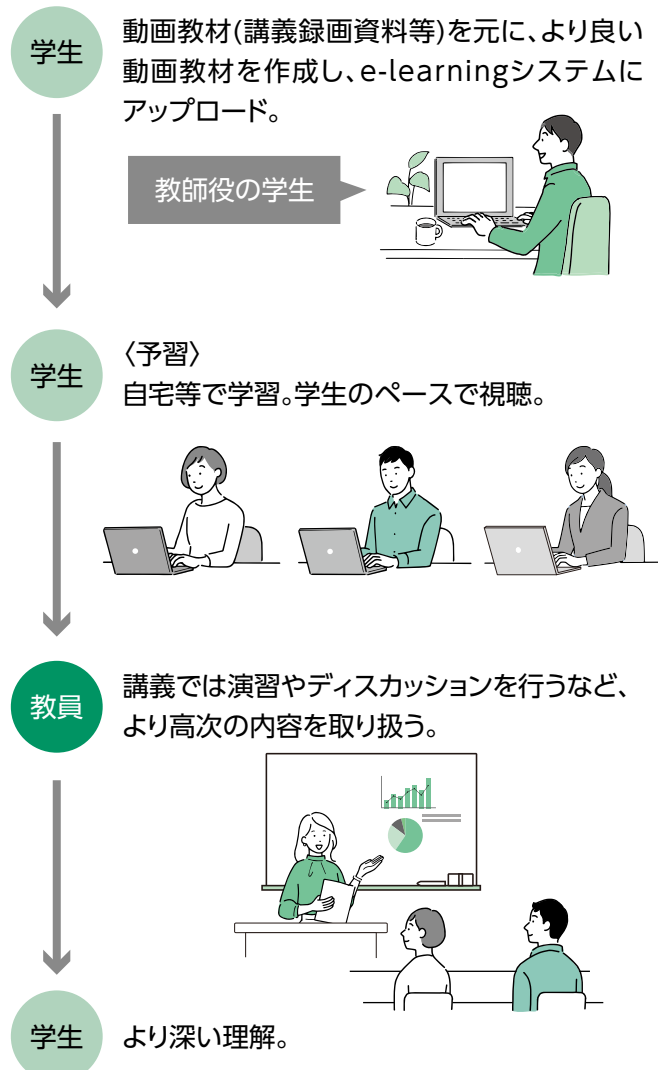 学生
動画教材(講義録画資料等)を元に、より良い
動画教材を作成し、e-learningシステムに
アップロード。
教師役の学生
学生
〈予習〉
自宅等で学習。学生のペースで視聴。
教員
講義では演習やディスカッションを行うなど、
より高次の内容を取り扱う。
学生
より深い理解。